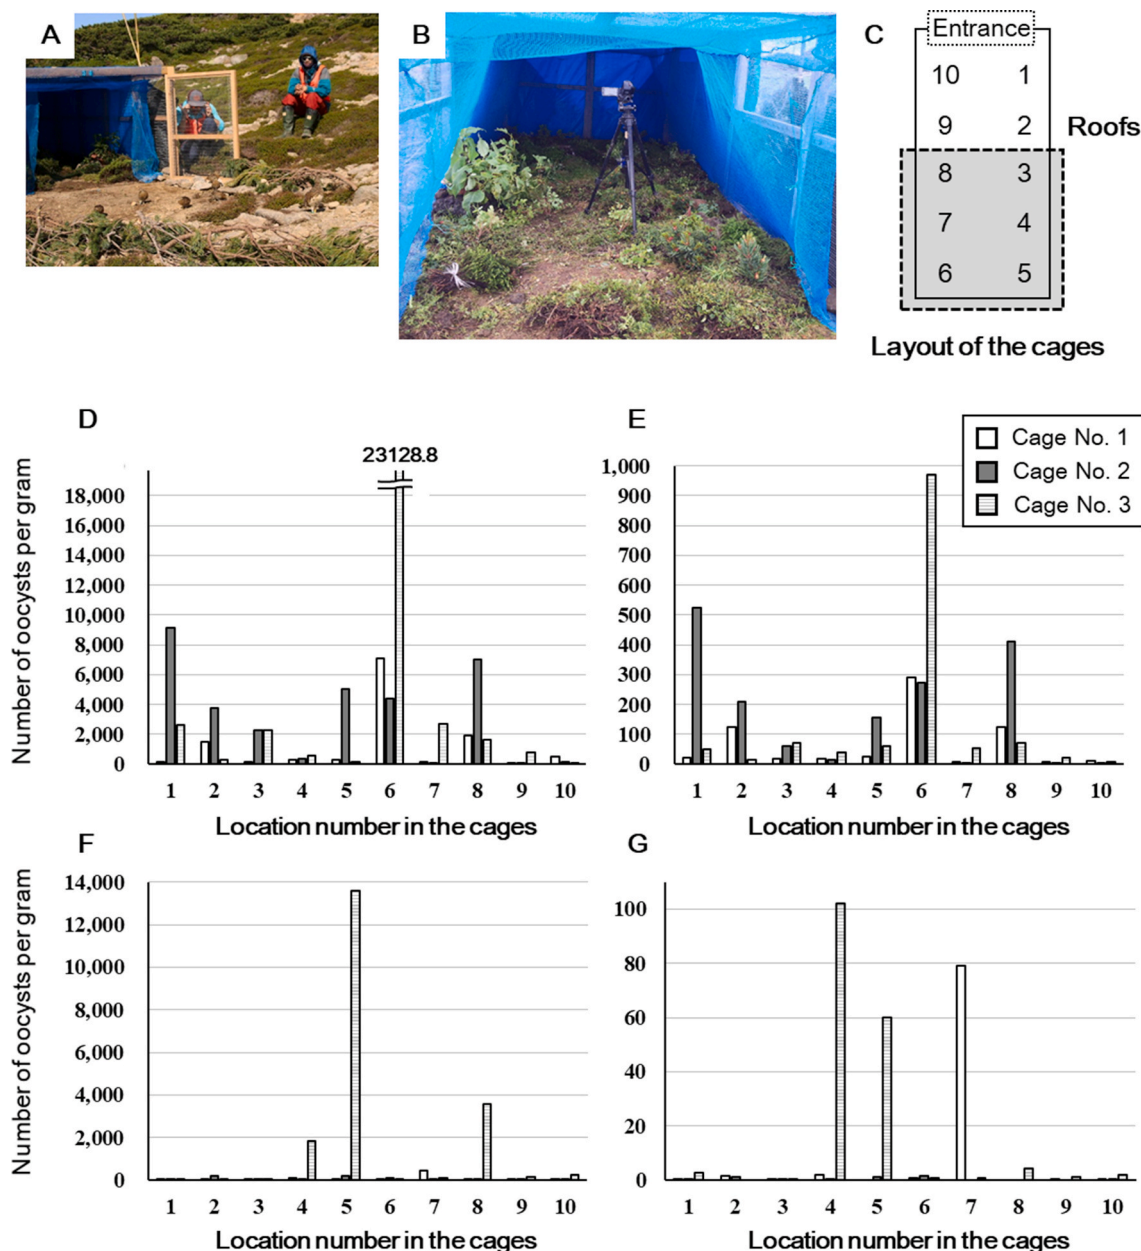 A
B
C
Entrance
10 1
9 2
Roofs
8 3
7 4
6 5
Layout of the cages
D
Number of oocysts per gram
23128.8
18,000
16,000
14,000
12,000
10,000
8,000
6,000
4,000
2,000
0
1 2 3 4 5 6 7 8 9 10
Location number in the cages
E
Cage No. 1
Cage No. 2
Cage No. 3
1,000
900
800
700
600
500
400
300
200
100
0
1 2 3 4 5 6 7 8 9 10
Location number in the cages
F
Number of oocysts per gram
14,000
12,000
10,000
8,000
6,000
4,000
2,000
0
1 2 3 4 5 6 7 8 9 10
Location number in the cages
G
100
80
60
40
20
0
1 2 3 4 5 6 7 8 9 10
Location number in the cages